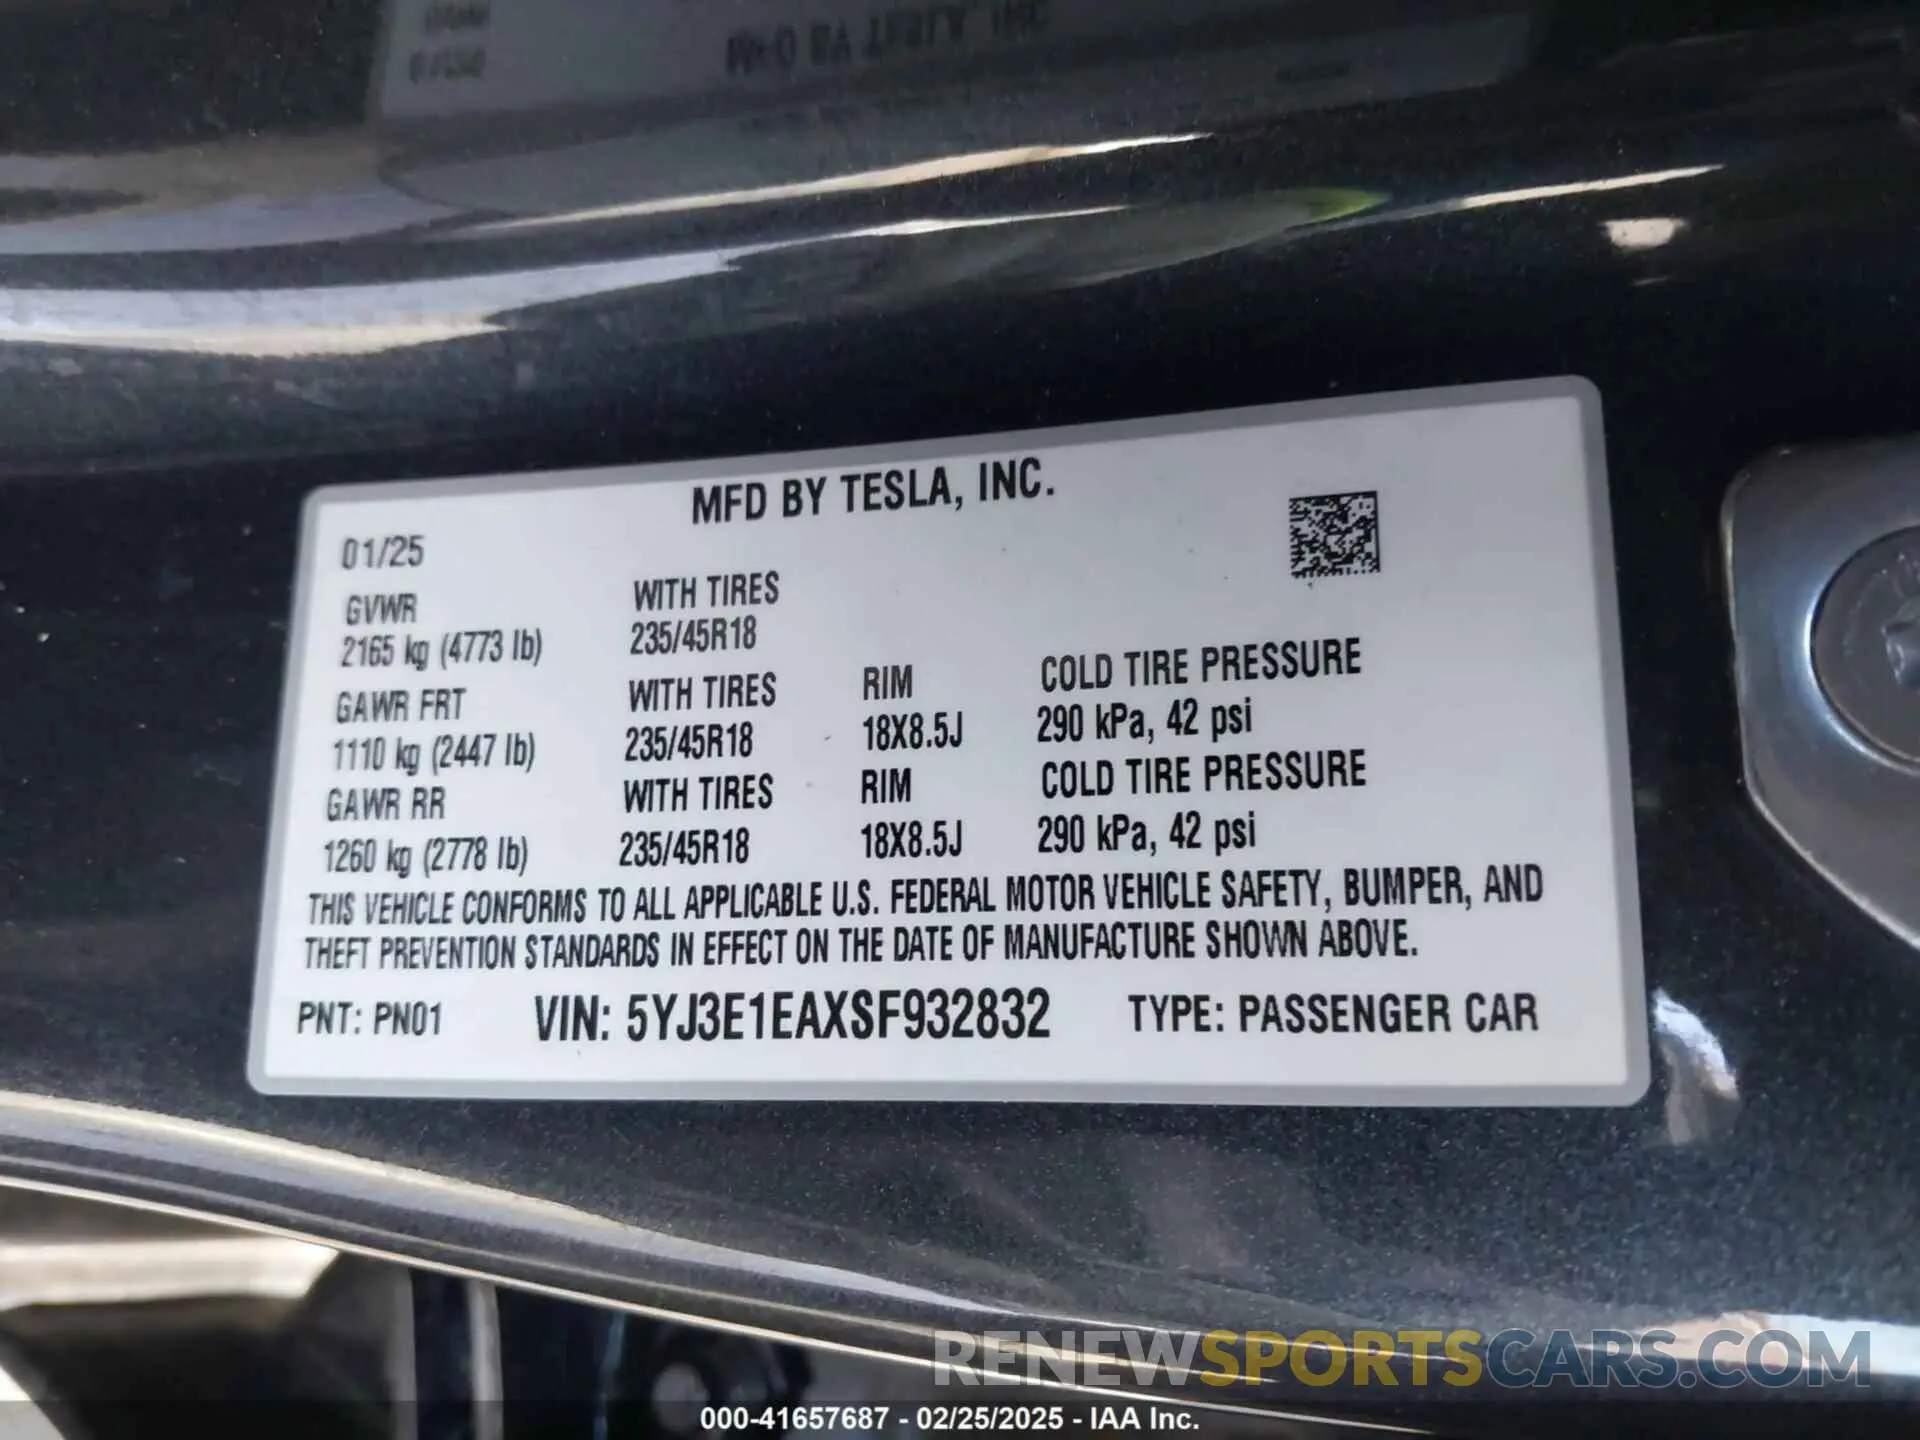 MFD BY TESLA, INC.
01/25
GVWR WITH TIRES
2165 kg (4773 lb) 235/45R18
GAWR FRT WITH TIRES RIM COLD TIRE PRESSURE
1110 kg (2447 lb) 235/45R18 18X8.5J 290 kPa, 42 psi
GAWR RR WITH TIRES RIM COLD TIRE PRESSURE
1260 kg (2778 lb) 235/45R18 18X8.5J 290 kPa, 42 psi
THIS VEHICLE CONFORMS TO ALL APPLICABLE U.S. FEDERAL MOTOR VEHICLE SAFETY, BUMPER, AND
THEFT PREVENTION STANDARDS IN EFFECT ON THE DATE OF MANUFACTURE SHOWN ABOVE.
PNT: PN01 VIN: 5YJ3E1EAXSF932832 TYPE: PASSENGER CAR
RENEWSPORTSCARS.COM
000-41657687 - 02/25/2025 - IAA Inc.